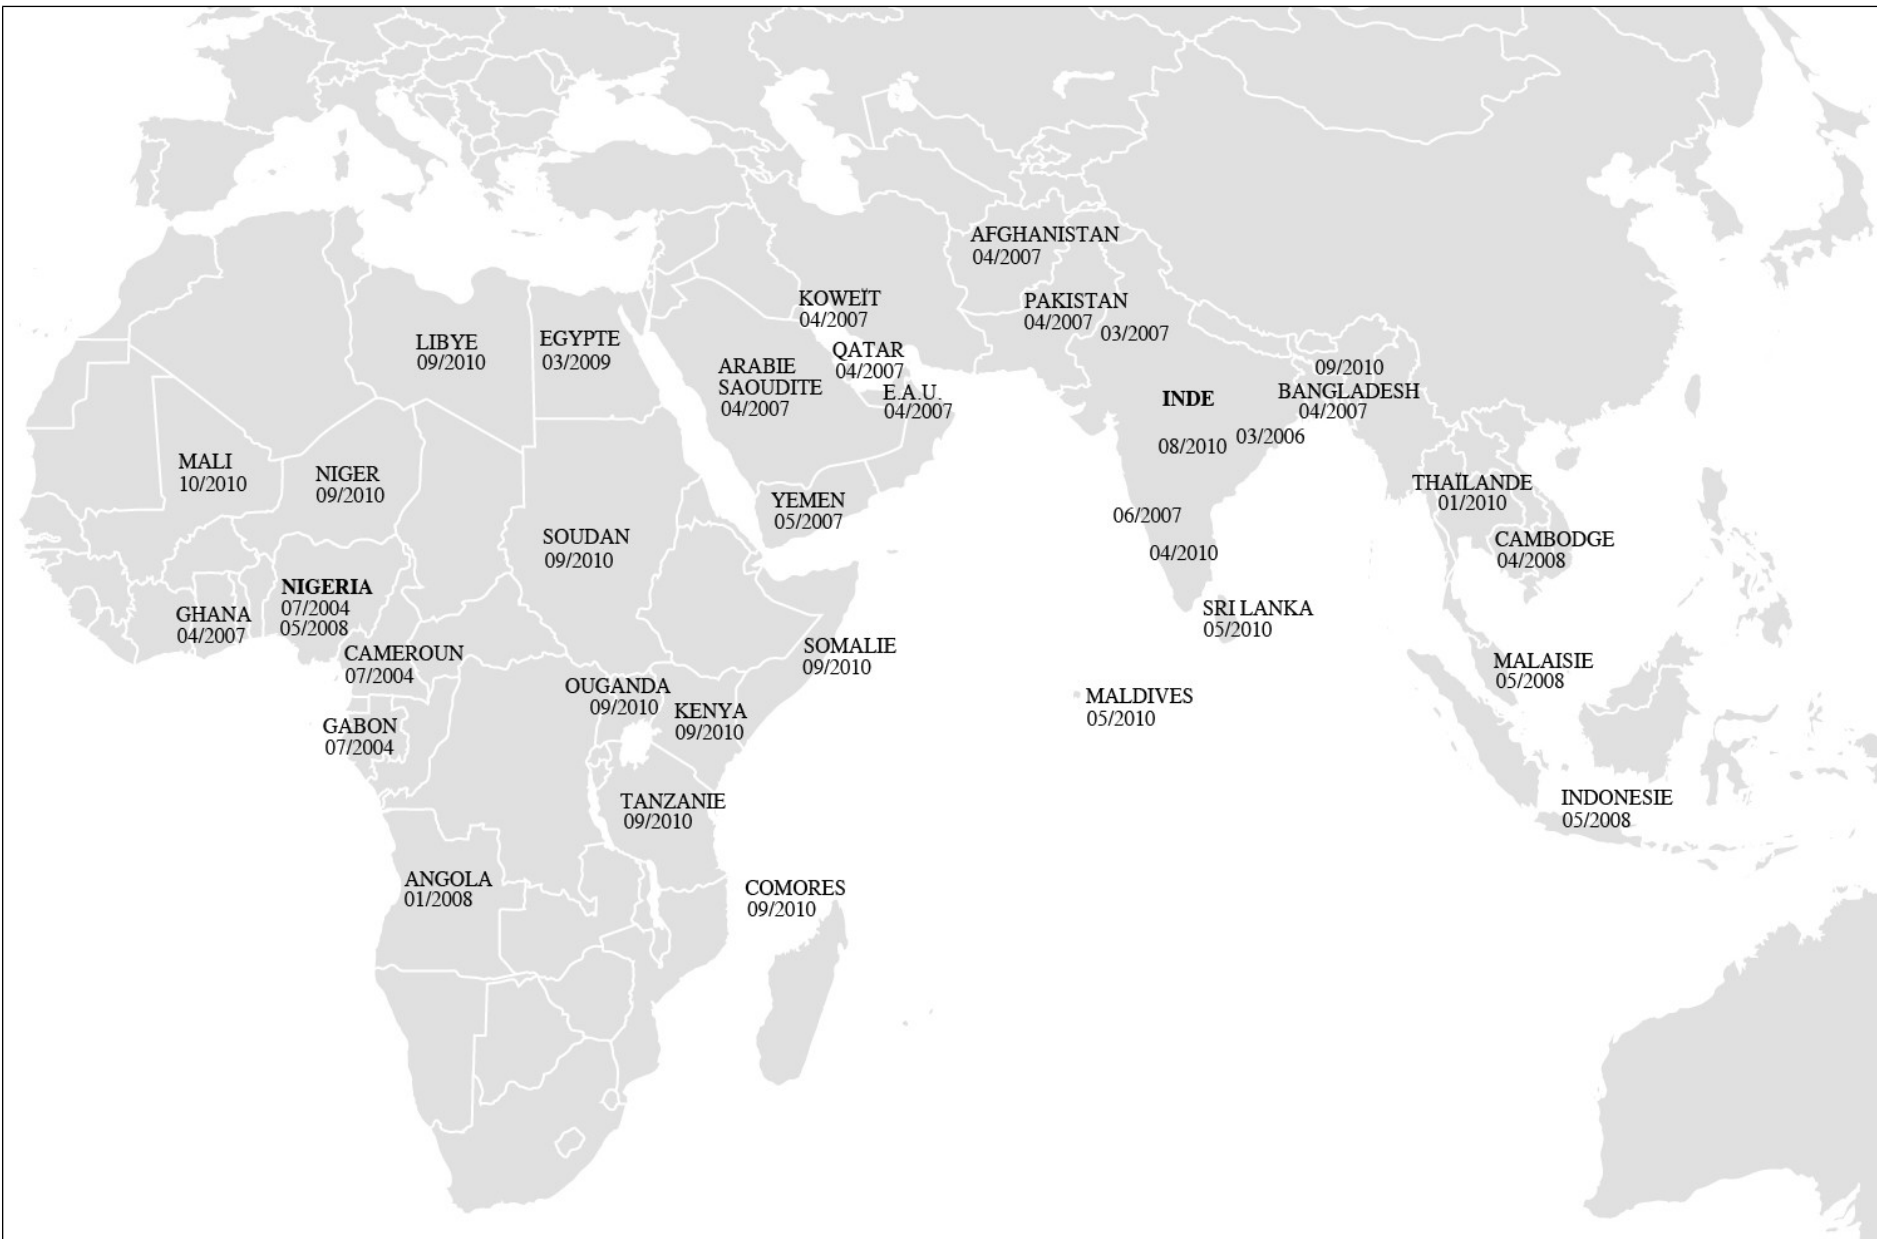 AFGHANISTAN
04/2007
KOWEÏT
04/2007
PAKISTAN
04/2007
03/2007
LIBYE
09/2010
EGYPTE
03/2009
QATAR
04/2007
ARABIE
SAOUDITE
04/2007
E.A.U.
04/2007
INDE
08/2010
03/2006
06/2007
04/2010
09/2010
BANGLADESH
04/2007
MALI
10/2010
NIGER
09/2010
YEMEN
05/2007
THAÏLANDE
01/2010
SOUDAN
09/2010
CAMBODGE
04/2008
NIGERIA
07/2004
05/2008
GHANA
04/2007
SRI LANKA
05/2010
CAMEROUN
07/2004
SOMALIE
09/2010
MALAISIE
05/2008
OUGANDA
09/2010
KENYA
09/2010
MALDIVES
05/2010
GABON
07/2004
TANZANIE
09/2010
INDONESIE
05/2008
ANGOLA
01/2008
COMORES
09/2010